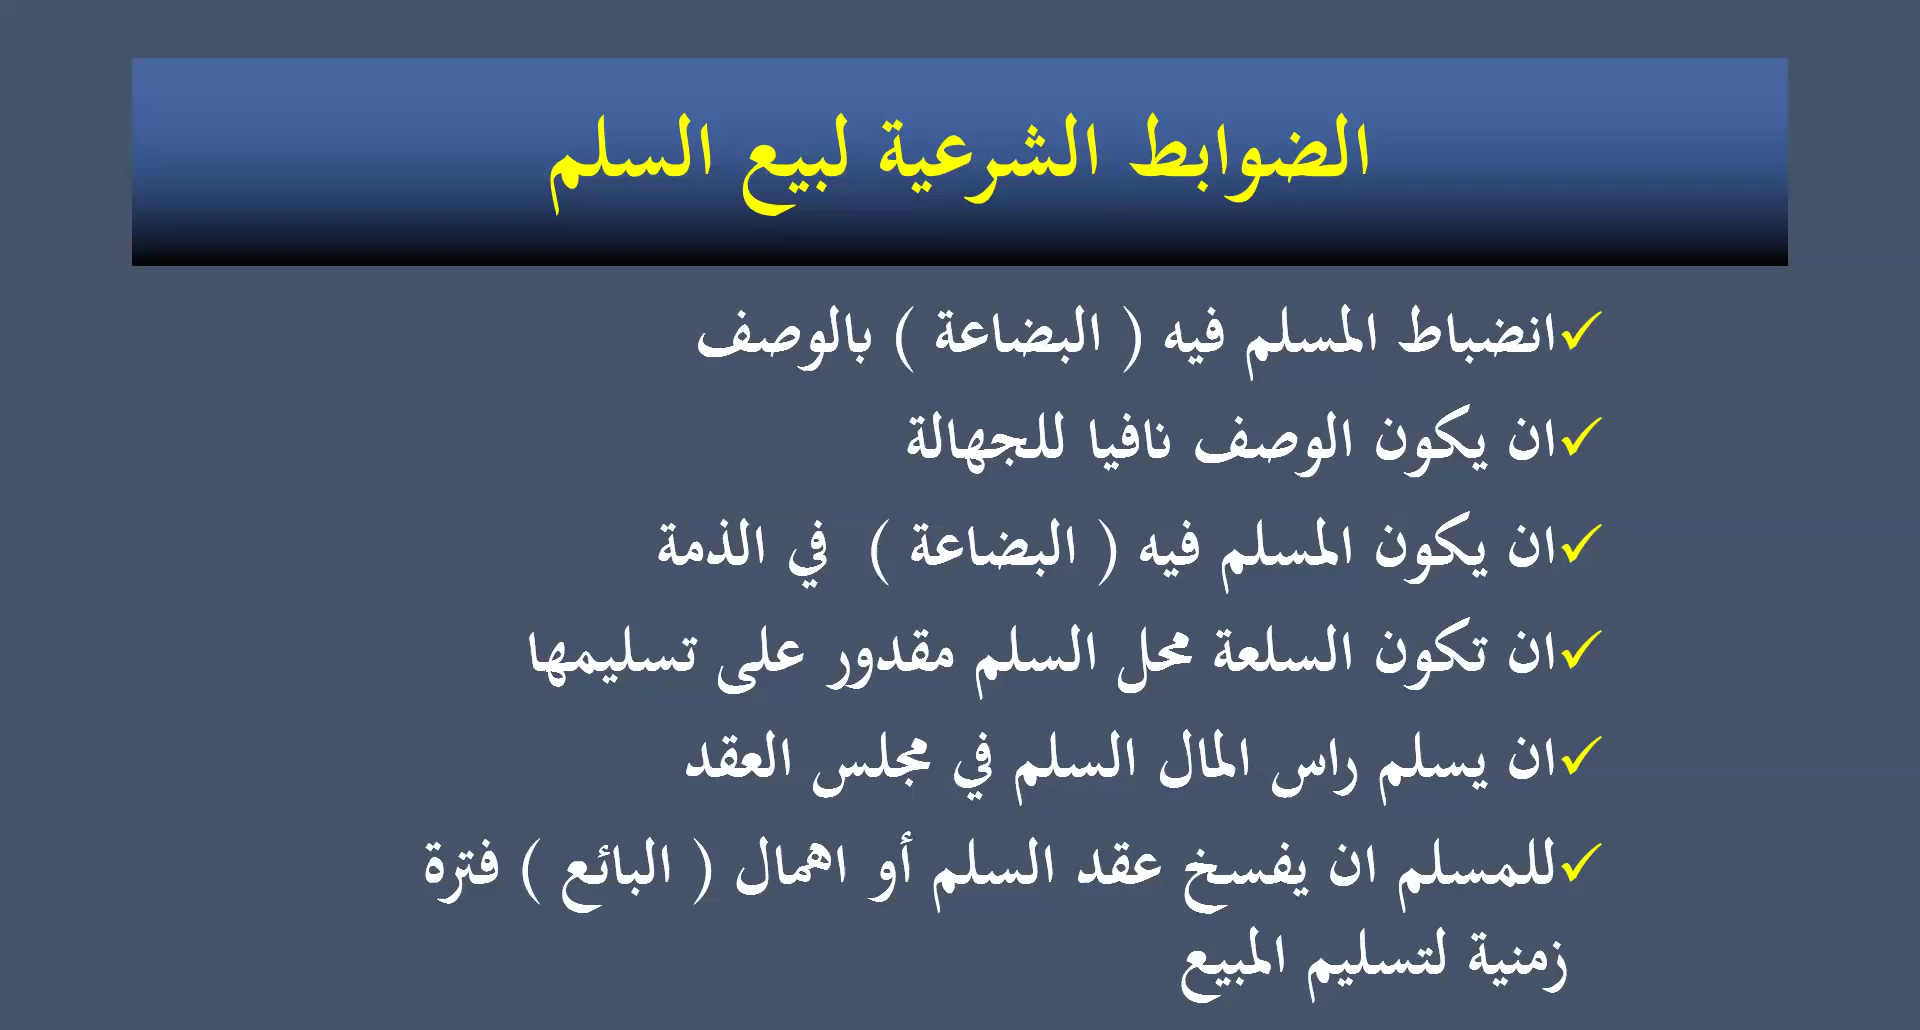 الضوابط الشرعية لبيع السلم
✓انضباط المسلم فيه ( البضاعة ) بالوصف
✓ان يكون الوصف نافيا للجهالة
✓ان يكون المسلم فيه ( البضاعة ) في الذمة
✓ان تكون السلعة محل السلم مقدور على تسليمها
✓ان يسلم راس المال السلم في مجلس العقد
✓للمسلم ان يفسخ عقد السلم أو اهمال ( البائع ) فترة
زمنية لتسليم المبيع